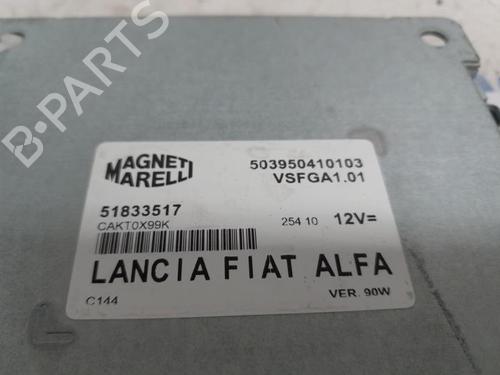 B-PARTS
MAGNETI
MARELLI
503950410103
VSFGA1.01
51833517
CAKT0X99K
254 10 12V=
LANCIA FIAT ALFA
C144
VER. 90W